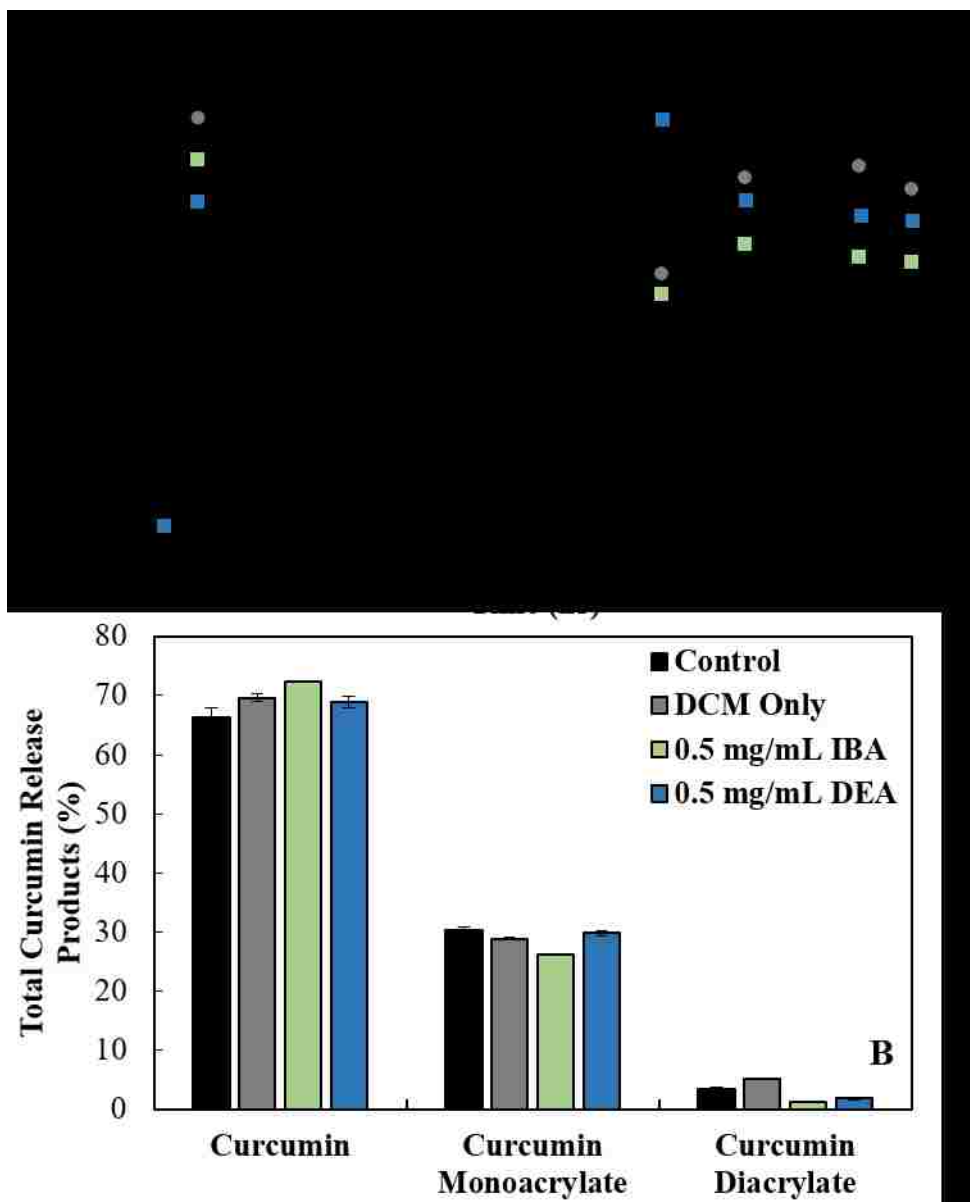 80
70
60
50
40
30
20
10
0
Total Curcumin Release
Products (%)
Control
DCM Only
0.5 mg/mL IBA
0.5 mg/mL DEA
B
Curcumin
Curcumin
Monoacrylate
Curcumin
Diacrylate